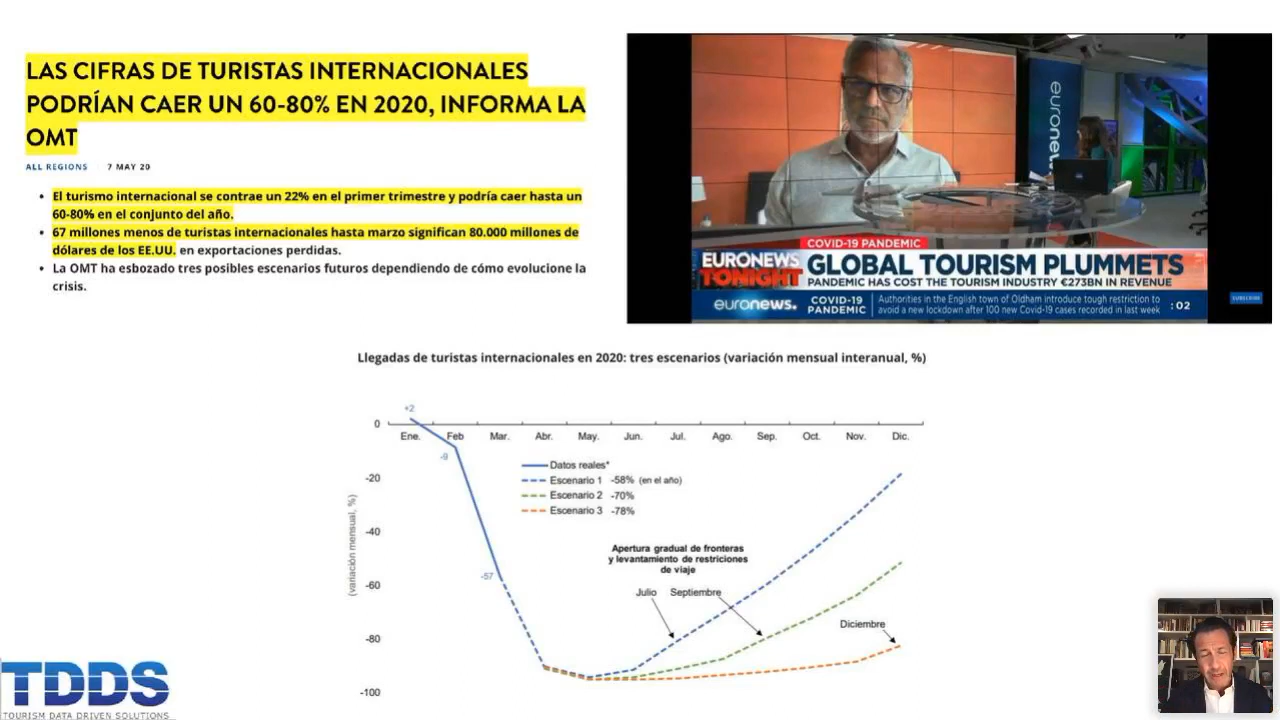 LAS CIFRAS DE TURISTAS INTERNACIONALES
PODRÍAN CAER UN 60-80% EN 2020, INFORMA LA
OMT
ALL REGIONS 7 MAY 20
• El turismo internacional se contrae un 22% en el primer trimestre y podría caer hasta un
60-80% en el conjunto del año.
• 67 millones menos de turistas internacionales hasta marzo significan 80.000 millones de
dólares de los EE.UU. en exportaciones perdidas.
• La OMT ha esbozado tres posibles escenarios futuros dependiendo de cómo evolucione la
crisis.
euronews
COVID-19 PANDEMIC
EURONEWS
TONIGHT
GLOBAL TOURISM PLUMMETS
PANDEMIC HAS COST THE TOURISM INDUSTRY €273BN IN REVENUE
euronews.
COVID-19
PANDEMIC
Authorities in the English town of Oldham introduce tough restriction to
avoid a new lockdown after 100 new Covid-19 cases recorded in last week
:02
SUBSCRIBE
Llegadas de turistas internacionales en 2020: tres escenarios (variación mensual interanual, %)
+2
0
Ene. Feb Mar. Abr. May. Jun. Jul. Ago. Sep. Oct. Nov. Dic.
-9
Datos reales*
-20
Escenario 1 -58% (en el año)
Escenario 2 -70%
Escenario 3 -78%
-40
(variación mensual, %)
Apertura gradual de fronteras
y levantamiento de restriciones
de viaje
-57
-60
Julio Septiembre
Diciembre
-80
-100
TDDS
TOURISM DATA DRIVEN SOLUTIONS